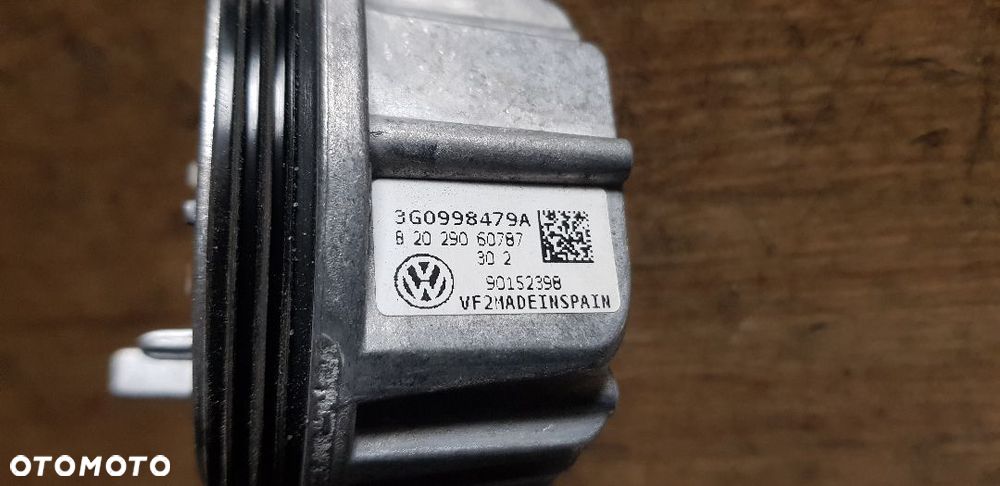 3G0998479A
8 20 290 60787
30 2
90152398
VF2MADEINSPAIN
OTOMOTO